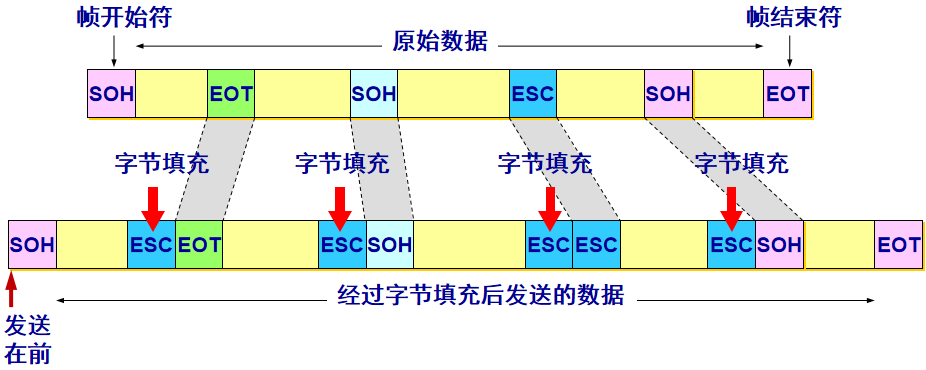 帧开始符
帧结束符
原始数据
SOH EOT SOH ESC SOH EOT
字节填充 字节填充 字节填充 字节填充
SOH ESC EOT ESC SOH ESC ESC ESC SOH EOT
经过字节填充后发送的数据
发送
在前